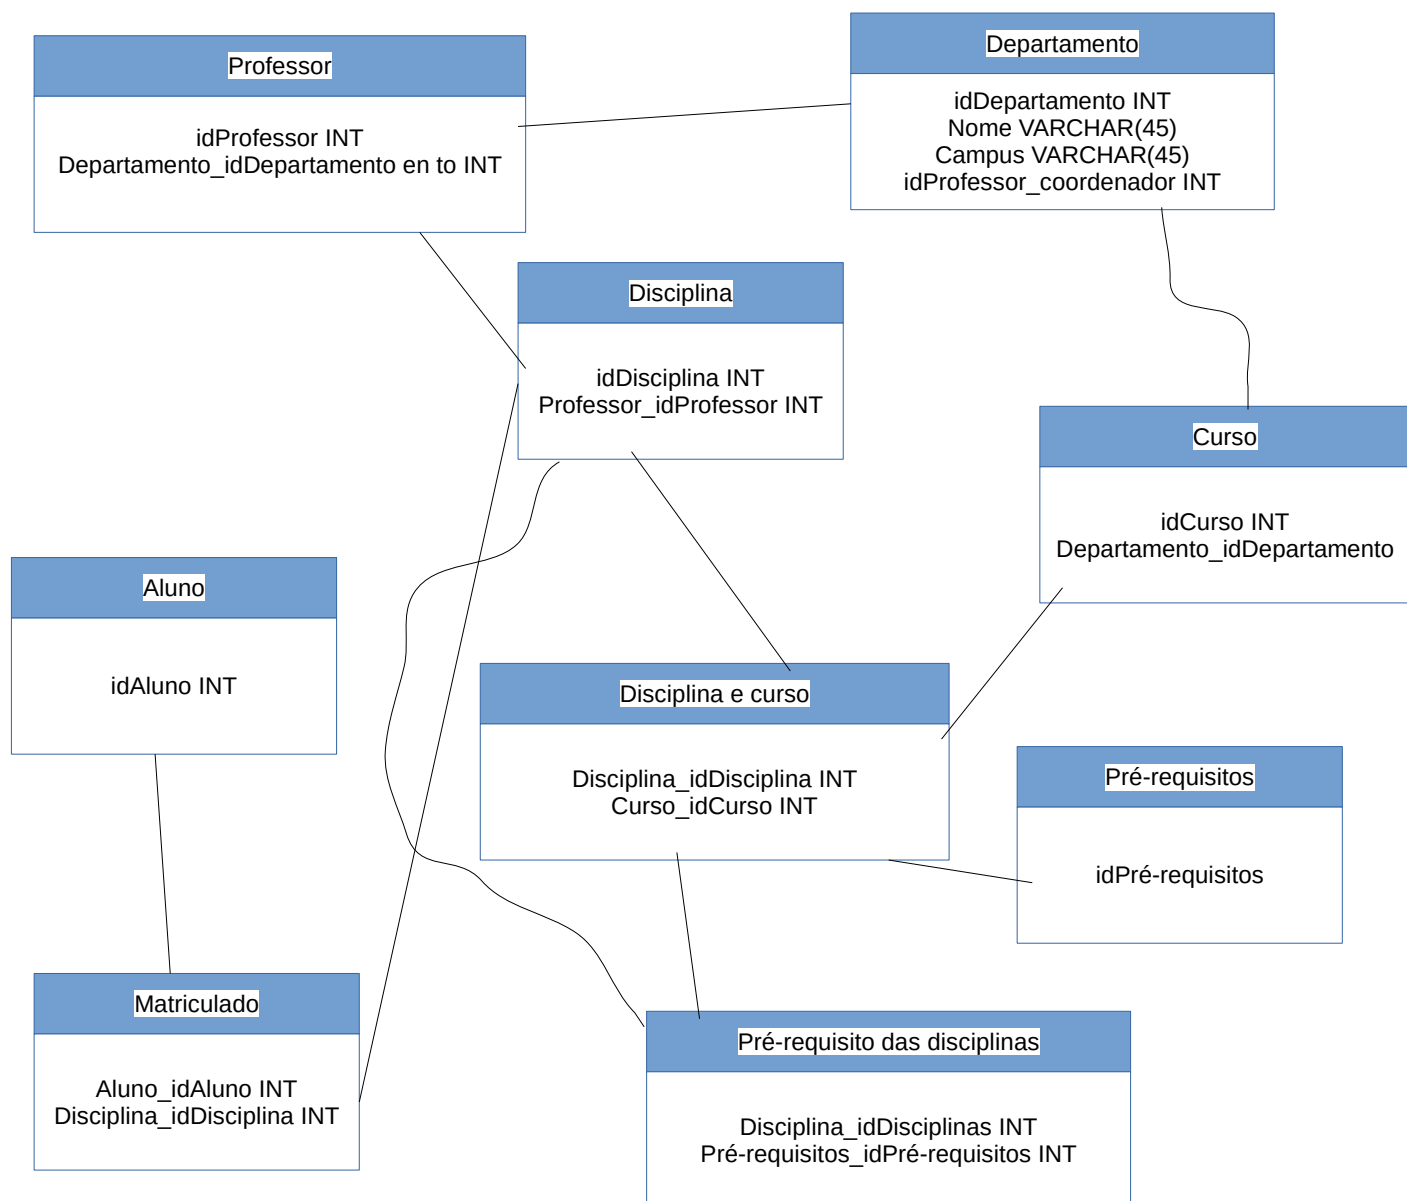 Professor
idProfessor INT
Departamento_idDepartamento en to INT
Departamento
idDepartamento INT
Nome VARCHAR(45)
Campus VARCHAR(45)
idProfessor_coordenador INT
Disciplina
idDisciplina INT
Professor_idProfessor INT
Curso
idCurso INT
Departamento_idDepartamento
Aluno
idAluno INT
Disciplina e curso
Disciplina_idDisciplina INT
Curso_idCurso INT
Pré-requisitos
idPré-requisitos
Matriculado
Aluno_idAluno INT
Disciplina_idDisciplina INT
Pré-requisito das disciplinas
Disciplina_idDisciplinas INT
Pré-requisitos_idPré-requisitos INT